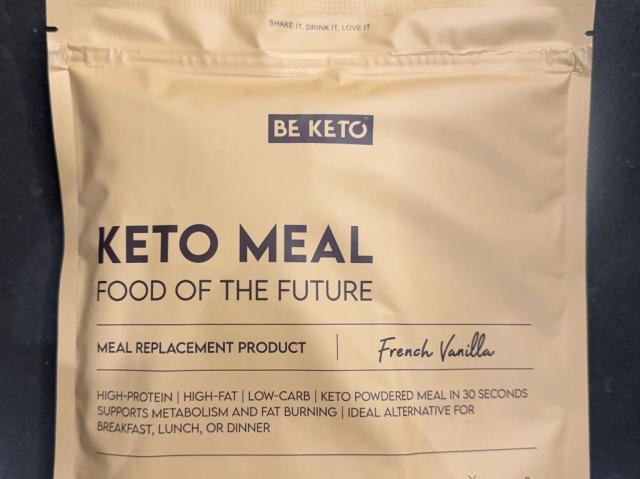 SHAKE IT, DRINK IT, LOVE IT
BE KETO™
KETO MEAL
FOOD OF THE FUTURE
MEAL REPLACEMENT PRODUCT | French Vanilla
HIGH-PROTEIN | HIGH-FAT | LOW-CARB | KETO POWDERED MEAL IN 30 SECONDS
SUPPORTS METABOLISM AND FAT BURNING | IDEAL ALTERNATIVE FOR
BREAKFAST, LUNCH, OR DINNER